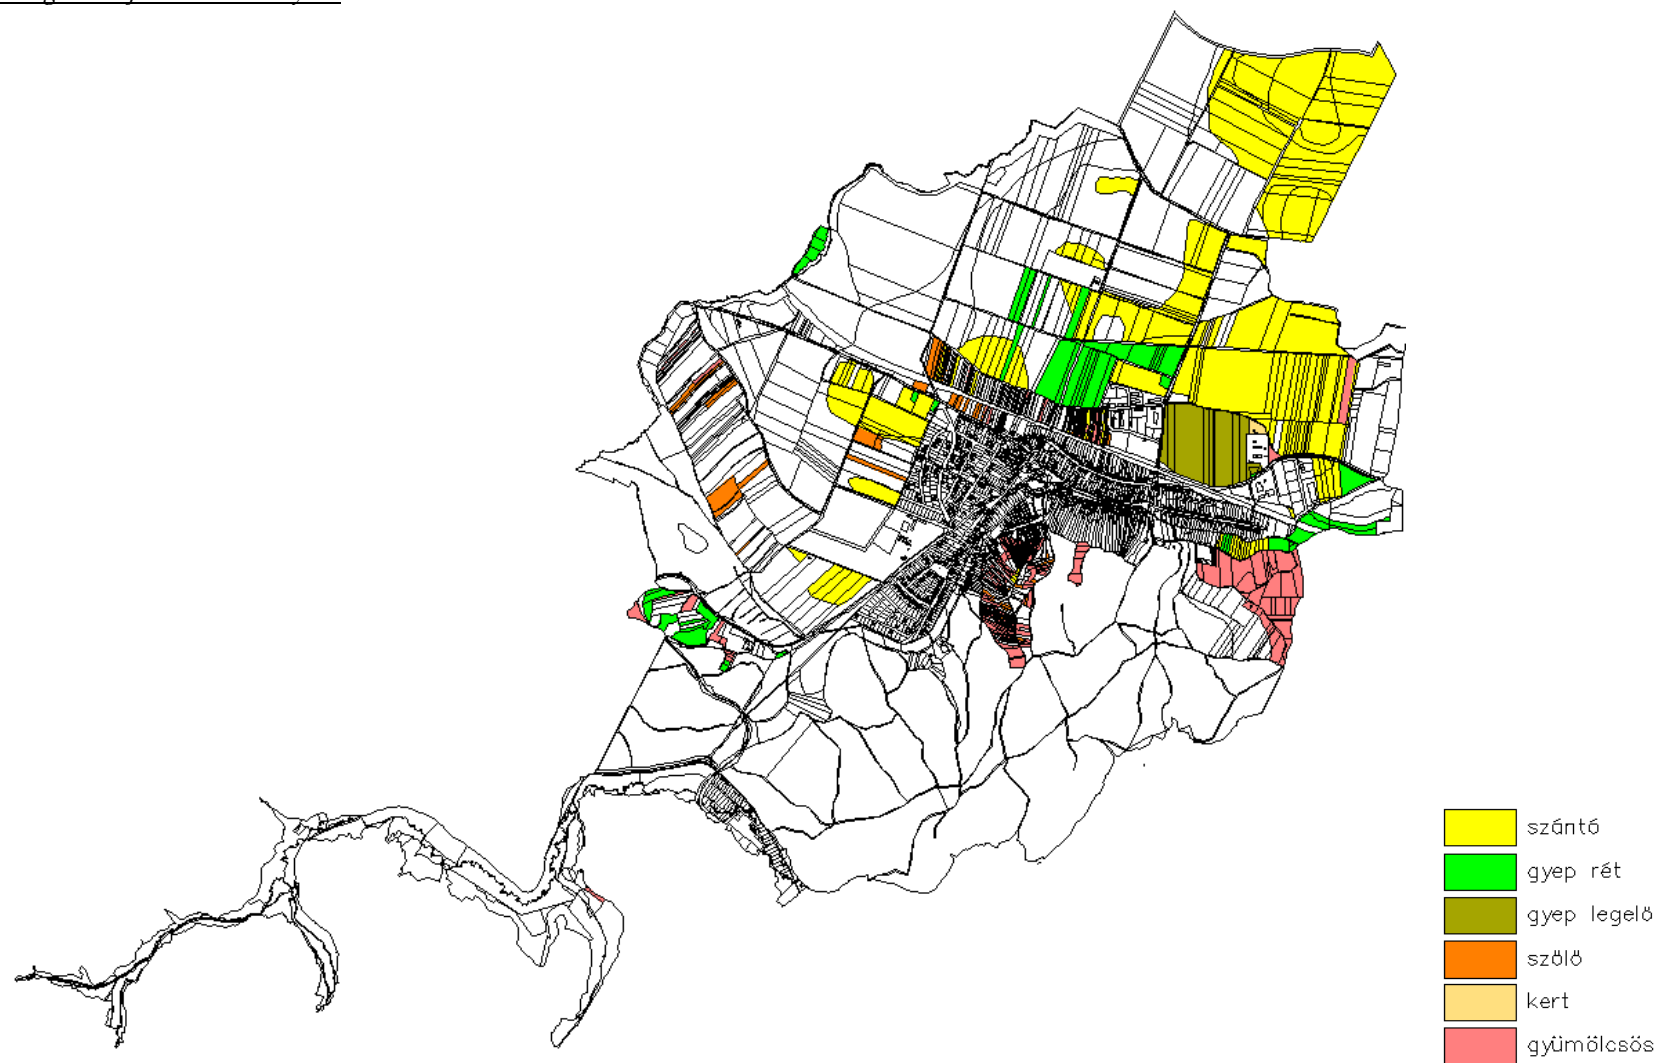 szántó
gyep rét
gyep legelő
szőlő
kert
gyümölcsös